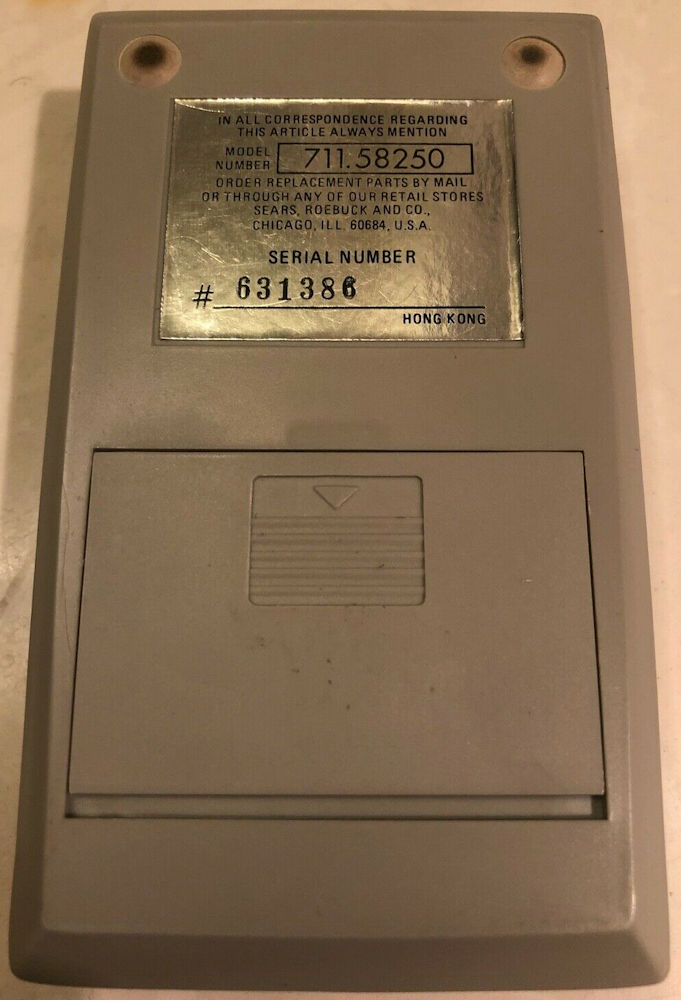 IN ALL CORRESPONDENCE REGARDING
THIS ARTICLE ALWAYS MENTION
MODEL NUMBER 711.58250
ORDER REPLACEMENT PARTS BY MAIL
OR THROUGH ANY OF OUR RETAIL STORES
SEARS, ROEBUCK AND CO.,
CHICAGO, ILL. 60684, U.S.A.
SERIAL NUMBER
# 631386
HONG KONG